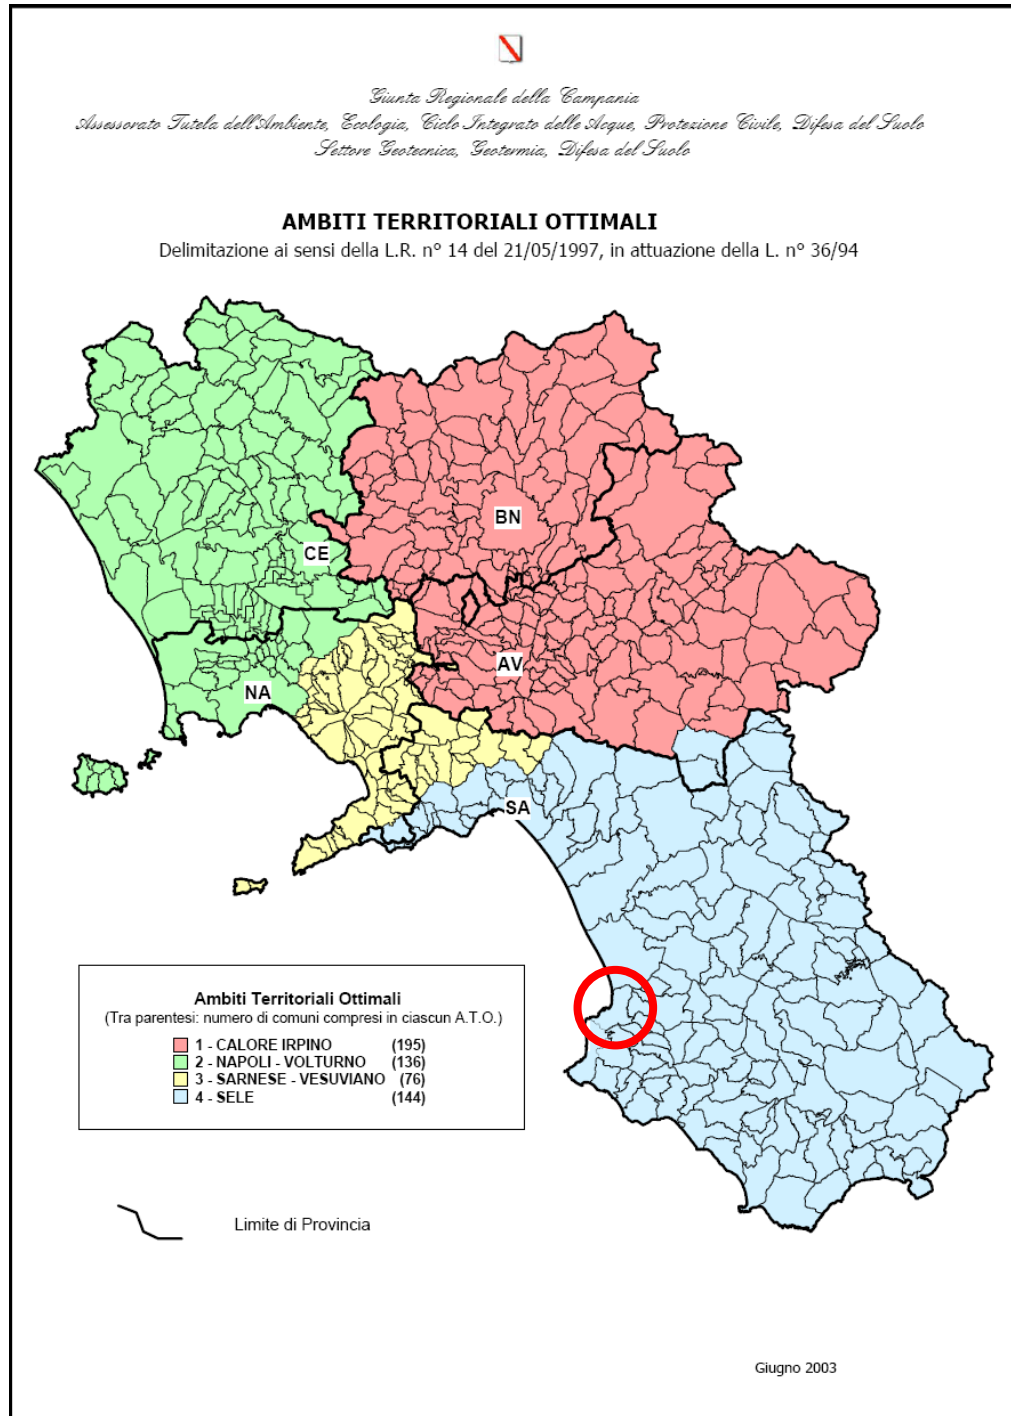 Giunta Regionale della Campania
Assessorato Tutela dell'Ambiente, Ecologia, Ciclo Integrato delle Acque, Protezione Civile, Difesa del Suolo
Settore Geotecnica, Geotermia, Difesa del Suolo
AMBITI TERRITORIALI OTTIMALI
Delimitazione ai sensi della L.R. n° 14 del 21/05/1997, in attuazione della L. n° 36/94
BN
CE
AV
NA
SA
Ambiti Territoriali Ottimali
(Tra parentesi: numero di comuni compresi in ciascun A.T.O.)
1 - CALORE IRPINO (195)
2 - NAPOLI - VOLTURNO (136)
3 - SARNESE - VESUVIANO (76)
4 - SELE (144)
Limite di Provincia
Giugno 2003